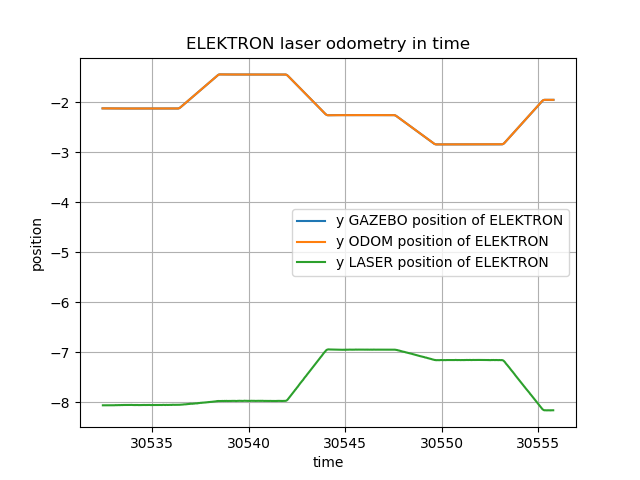 ELEKTRON laser odometry in time
−2
−3
−4
−5
−6
−7
−8
position
y GAZEBO position of ELEKTRON
y ODOM position of ELEKTRON
y LASER position of ELEKTRON
30535 30540 30545 30550 30555
time